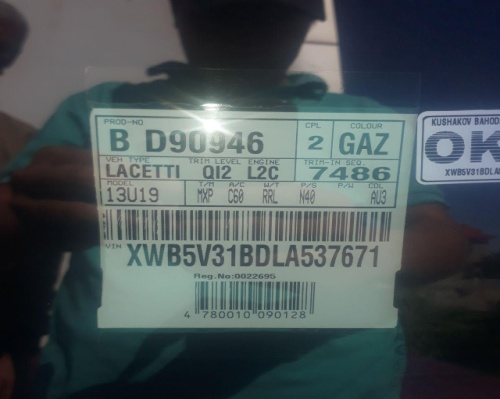 PROD-NO CPL COLOUR
B D90946 2 GAZ
VEH TYPE TRIM LEVEL ENGINE TRIM-IN SEQ.
LACETTI QI2 L2C 7486
MODEL T/M A/C W/T P/S P/W COL
13U19 MXP C60 RRL N40 AU3
VIN XWB5V31BDLA537671
Reg.No:0022695
4 780010 090128
KUSHAKOV BAHOD
OK
XWB5V31BDLA